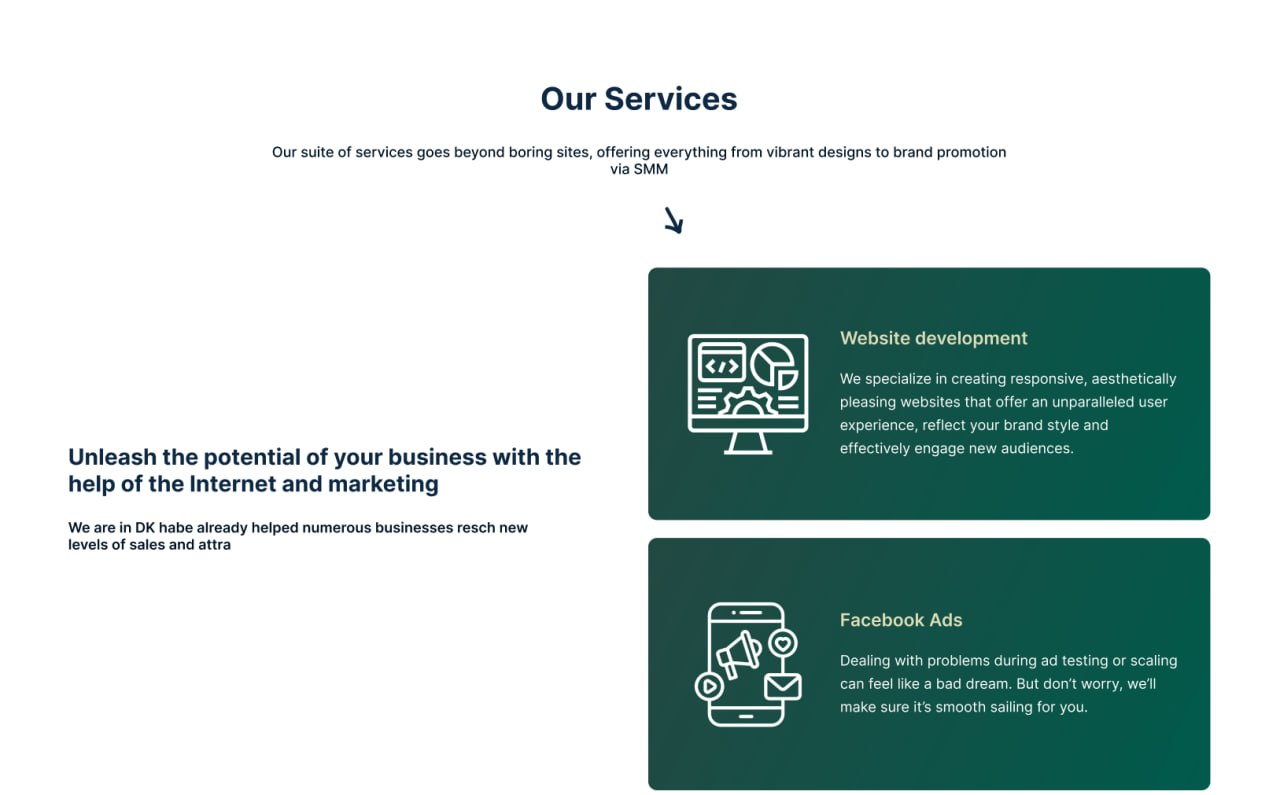 Our Services
Our suite of services goes beyond boring sites, offering everything from vibrant designs to brand promotion
via SMM
Unleash the potential of your business with the
help of the Internet and marketing
We are in DK habe already helped numerous businesses resch new
levels of sales and attra
Website development
We specialize in creating responsive, aesthetically
pleasing websites that offer an unparalleled user
experience, reflect your brand style and
effectively engage new audiences.
Facebook Ads
Dealing with problems during ad testing or scaling
can feel like a bad dream. But don’t worry, we’ll
make sure it’s smooth sailing for you.